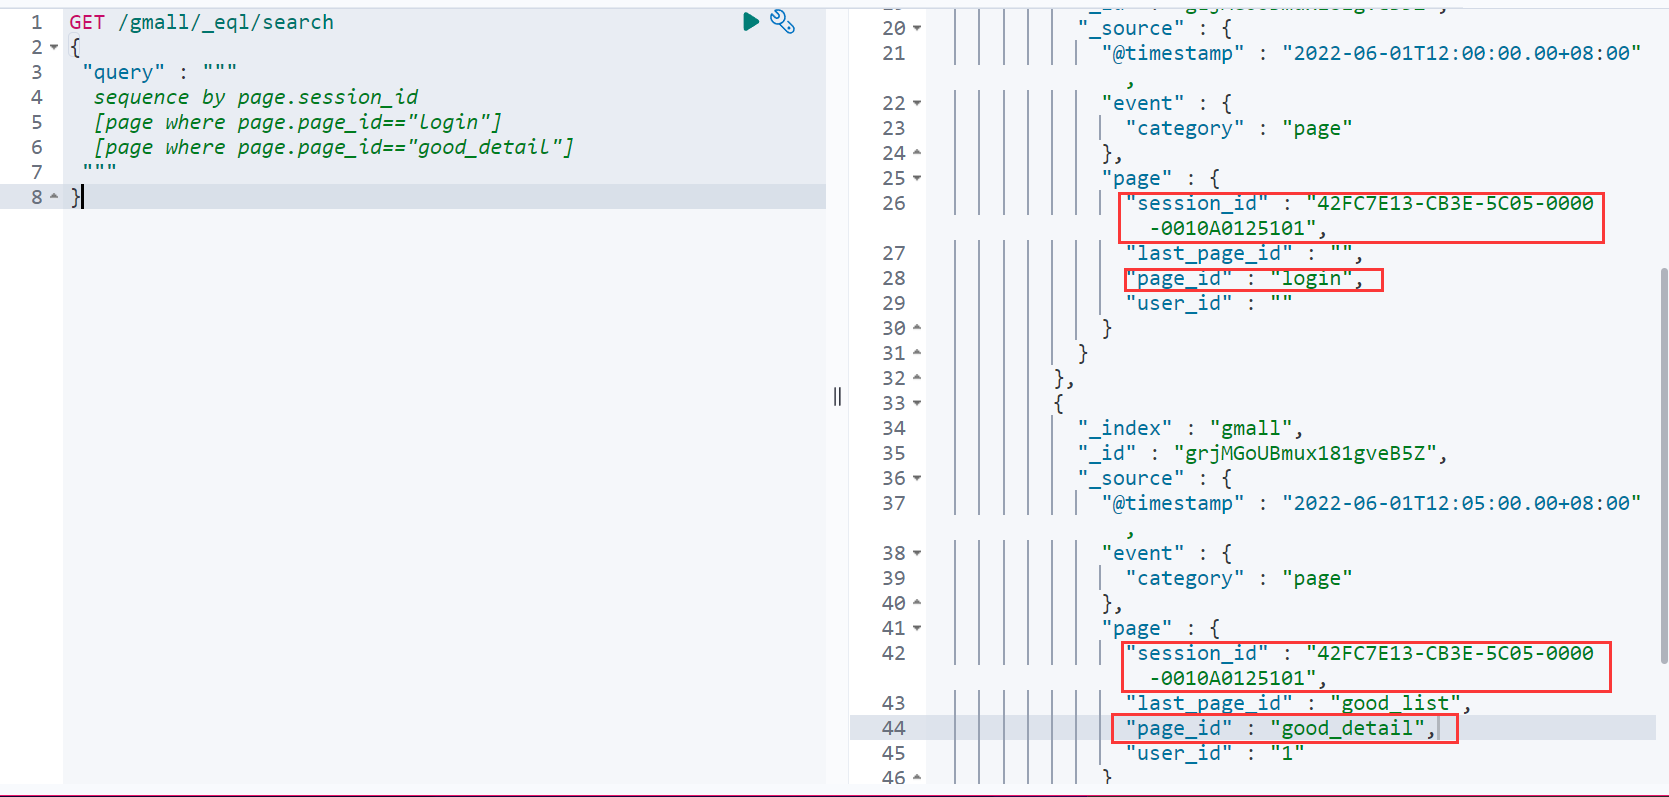 1 GET /gmall/_eql/search
2 {
3 "query" : """
4 sequence by page.session_id
5 [page where page.page_id=="login"]
6 [page where page.page_id=="good_detail"]
7 """
8 }
20 "_source" : {
21 "@timestamp" : "2022-06-01T12:00:00.00+08:00"
,
22 "event" : {
23 "category" : "page"
24 },
25 "page" : {
26 "session_id" : "42FC7E13-CB3E-5C05-0000
-0010A0125101",
27 "last_page_id" : "",
28 "page_id" : "login",
29 "user_id" : ""
30 }
31 }
32 },
33 {
34 "_index" : "gmall",
35 "_id" : "grjMGoUBmux181gveB5Z",
36 "_source" : {
37 "@timestamp" : "2022-06-01T12:05:00.00+08:00"
,
38 "event" : {
39 "category" : "page"
40 },
41 "page" : {
42 "session_id" : "42FC7E13-CB3E-5C05-0000
-0010A0125101",
43 "last_page_id" : "good_list",
44 "page_id" : "good_detail",
45 "user_id" : "1"
46 }